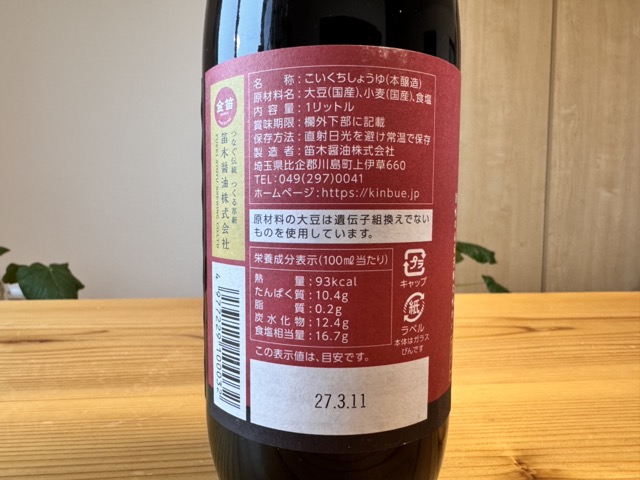 金笛
つなぐ伝統 つくる革新
笛木醤油株式会社
名　　称:こいくちしょうゆ(本醸造)
原材料名:大豆(国産)、小麦(国産)、食塩
内 容 量:1リットル
賞味期限:欄外下部に記載
保存方法:直射日光を避け常温で保存
製 造 者:笛木醤油株式会社
埼玉県比企郡川島町上伊草660
TEL:049(297)0041
ホームページ:https://kinbue.jp
原材料の大豆は遺伝子組換えでない
ものを使用しています。
栄養成分表示(100㎖当たり)
熱　　量:93kcal
たんぱく質:10.4g
脂　　質:0.2g
炭水化物:12.4g
食塩相当量:16.7g
この表示値は、目安です。
プラ
キャップ
紙
ラベル
本体はガラス
びんです
4 977229 100032
27.3.11